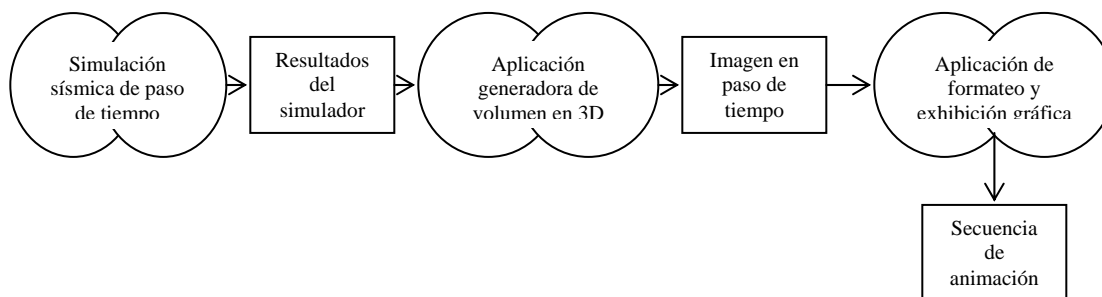 Simulación
sísmica de paso
de tiempo
Resultados
del
simulador
Aplicación
generadora de
volumen en 3D
Imagen en
paso de
tiempo
Aplicación de
formateo y
exhibición gráfica
Secuencia
de
animación